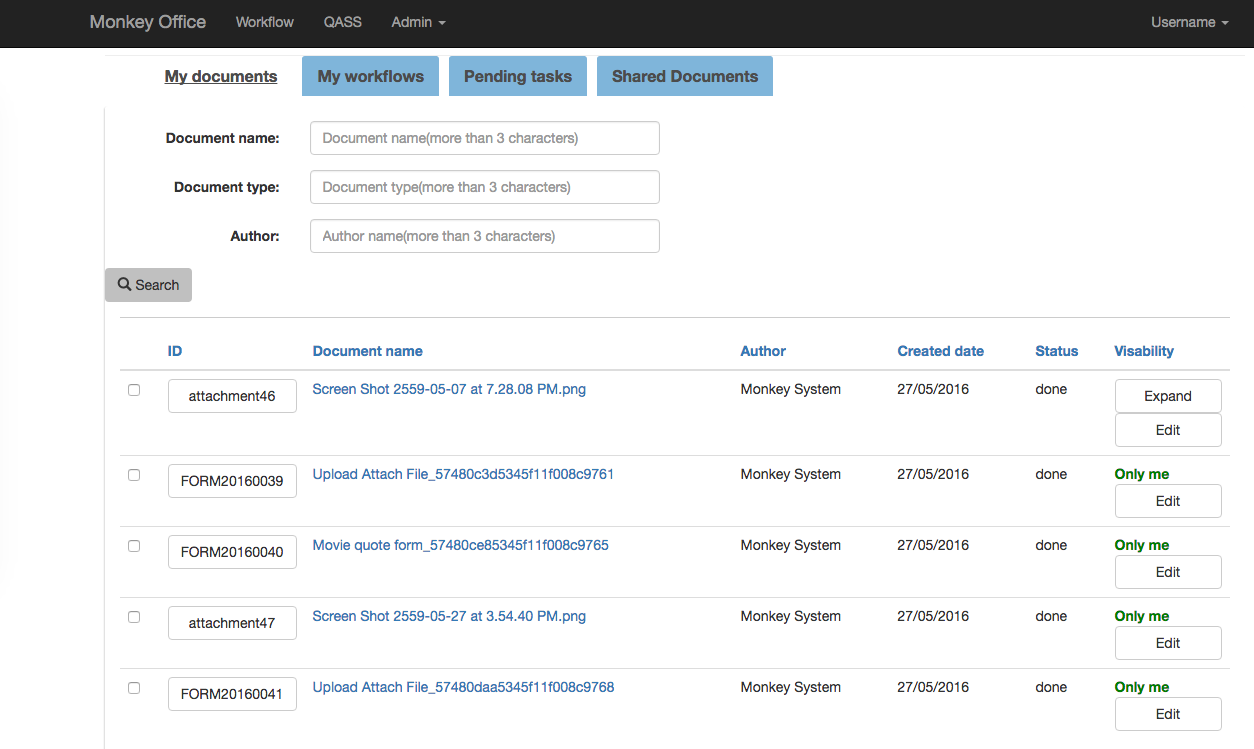 Monkey Office Workflow QASS Admin Username
My documents My workflows Pending tasks Shared Documents
Document name: Document name(more than 3 characters)
Document type: Document type(more than 3 characters)
Author: Author name(more than 3 characters)
Search
ID Document name Author Created date Status Visability
attachment46 Screen Shot 2559-05-07 at 7.28.08 PM.png Monkey System 27/05/2016 done Expand
Edit
FORM20160039 Upload Attach File_57480c3d5345f11f008c9761 Monkey System 27/05/2016 done Only me
Edit
FORM20160040 Movie quote form_57480ce85345f11f008c9765 Monkey System 27/05/2016 done Only me
Edit
attachment47 Screen Shot 2559-05-27 at 3.54.40 PM.png Monkey System 27/05/2016 done Only me
Edit
FORM20160041 Upload Attach File_57480daa5345f11f008c9768 Monkey System 27/05/2016 done Only me
Edit